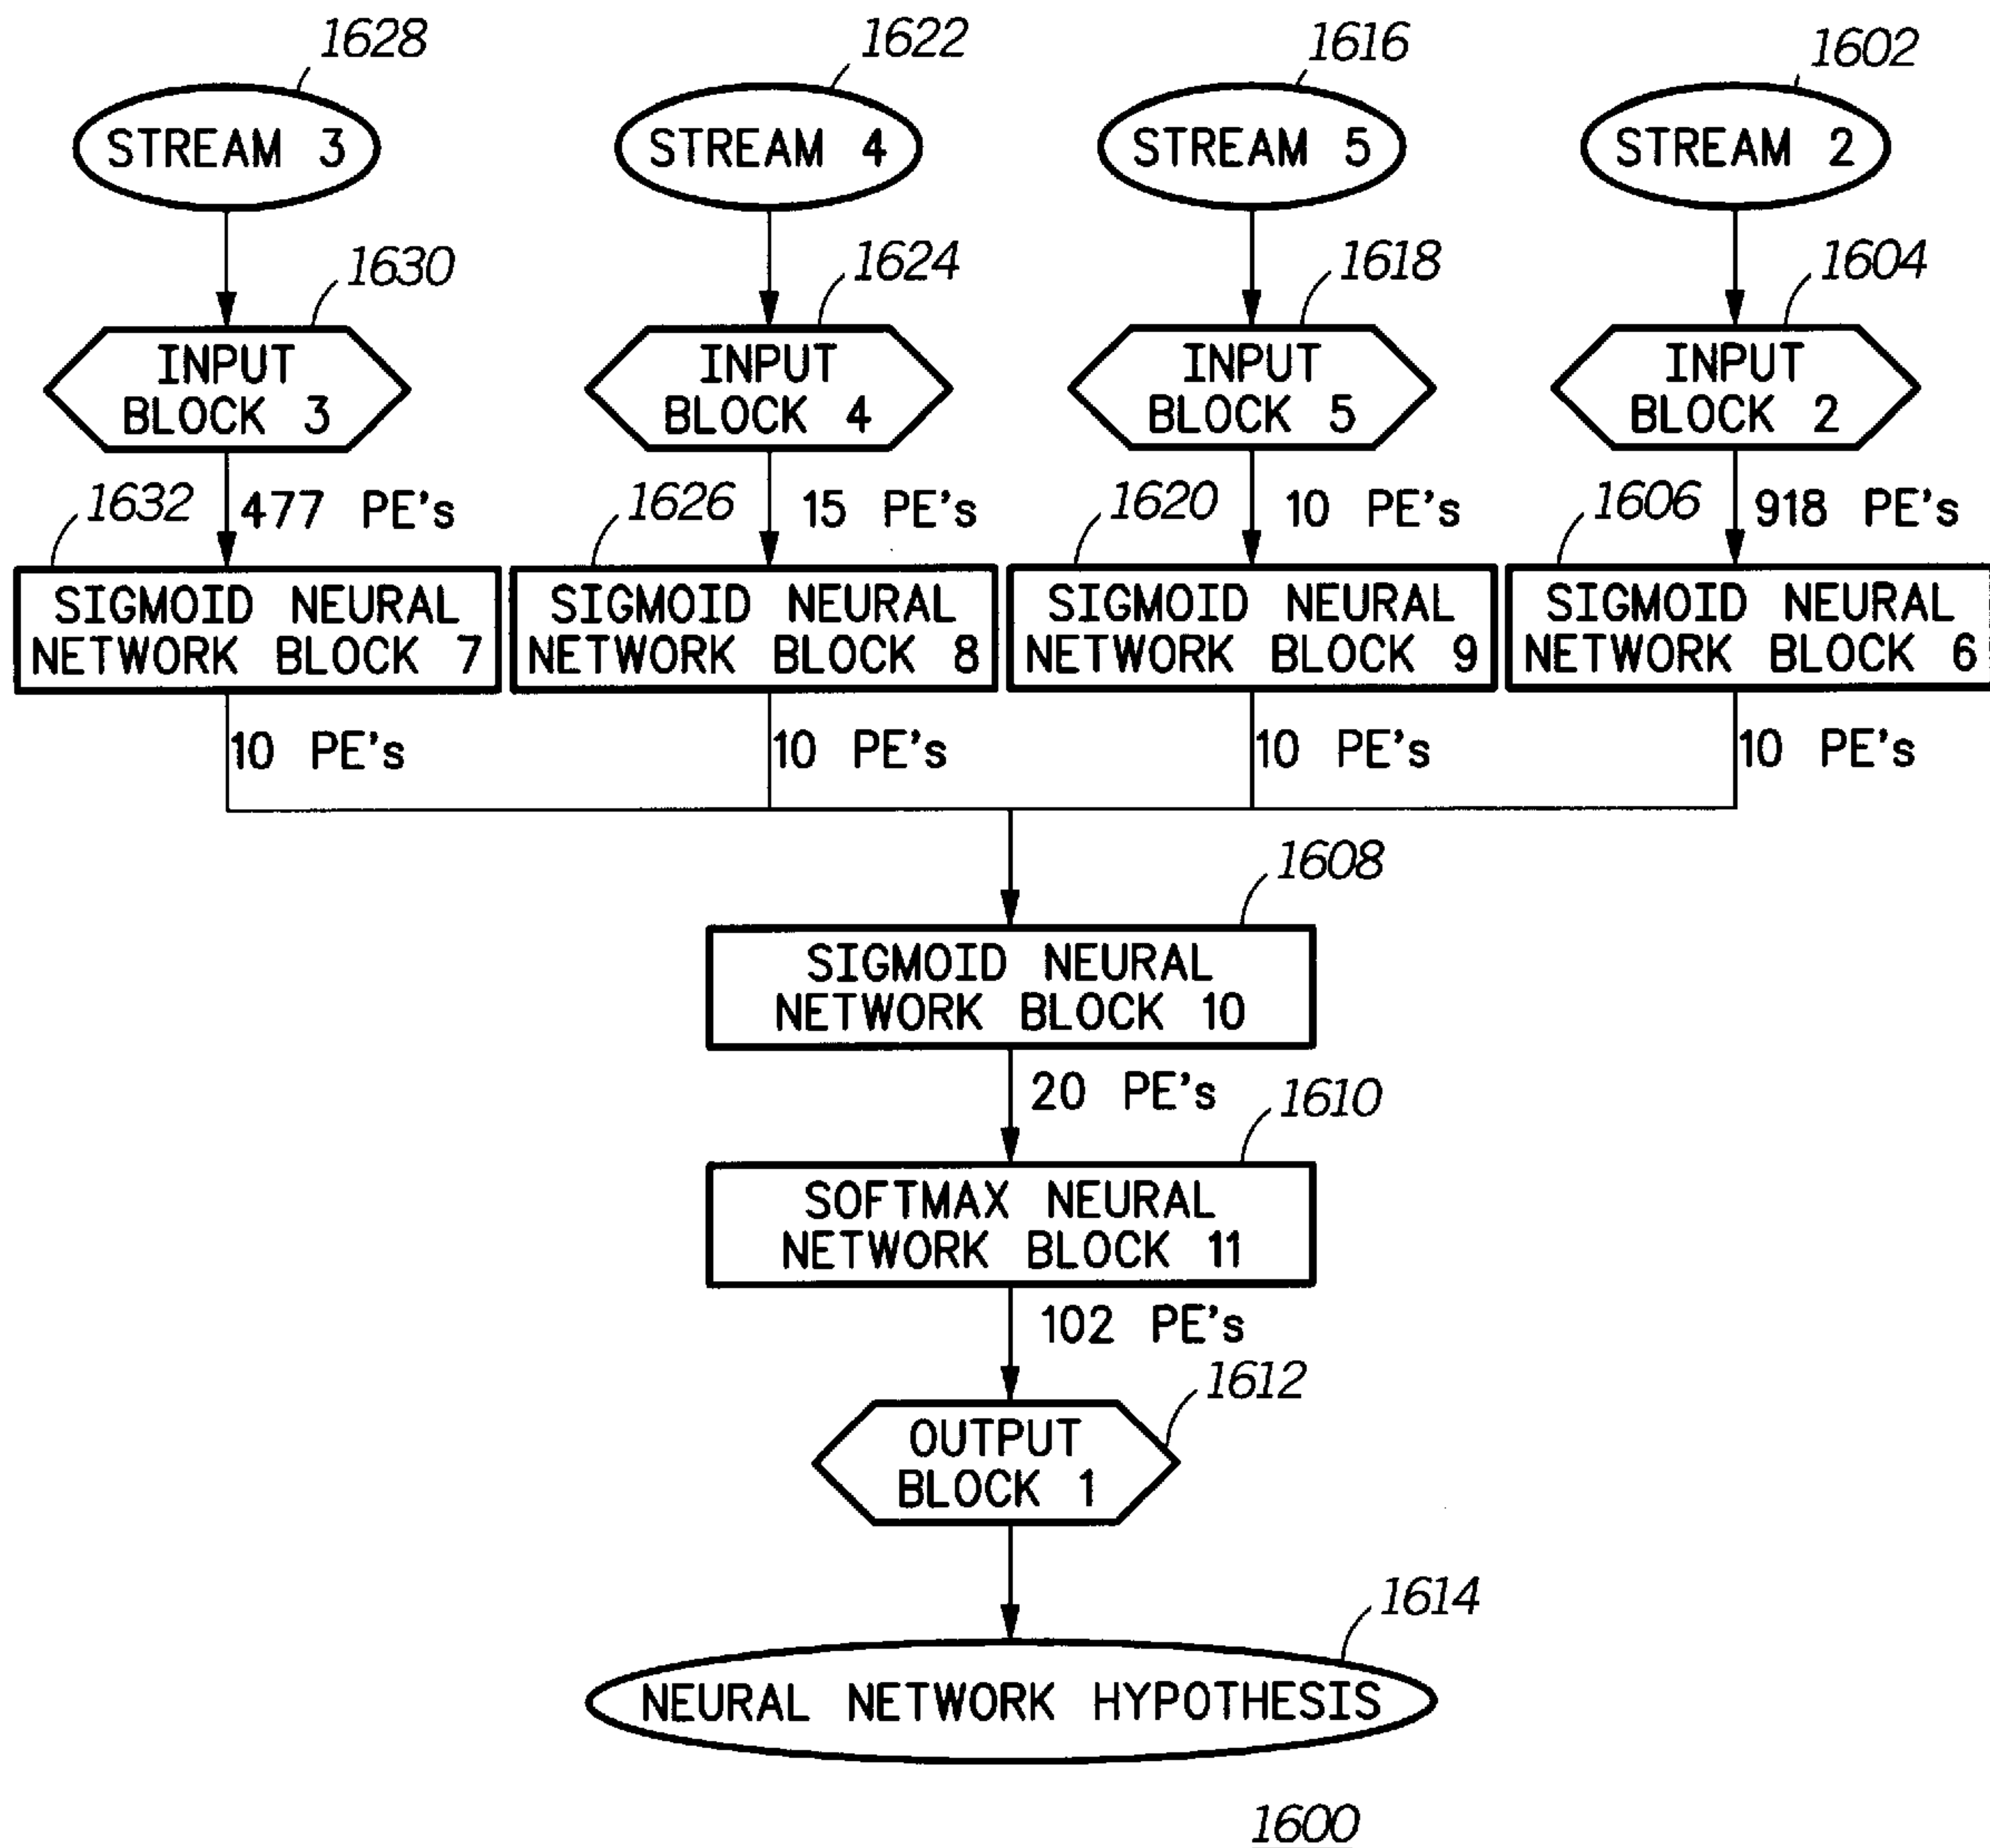 1628
1622
1616
1602
STREAM 3
STREAM 4
STREAM 5
STREAM 2
1630
1624
1618
1604
INPUT
BLOCK 3
INPUT
BLOCK 4
INPUT
BLOCK 5
INPUT
BLOCK 2
1632
477 PE's
1626
15 PE's
1620
10 PE's
1606
918 PE's
SIGMOID NEURAL
NETWORK BLOCK 7
SIGMOID NEURAL
NETWORK BLOCK 8
SIGMOID NEURAL
NETWORK BLOCK 9
SIGMOID NEURAL
NETWORK BLOCK 6
10 PE's
10 PE's
10 PE's
10 PE's
1608
SIGMOID NEURAL
NETWORK BLOCK 10
20 PE's
1610
SOFTMAX NEURAL
NETWORK BLOCK 11
102 PE's
1612
OUTPUT
BLOCK 1
1614
NEURAL NETWORK HYPOTHESIS
1600